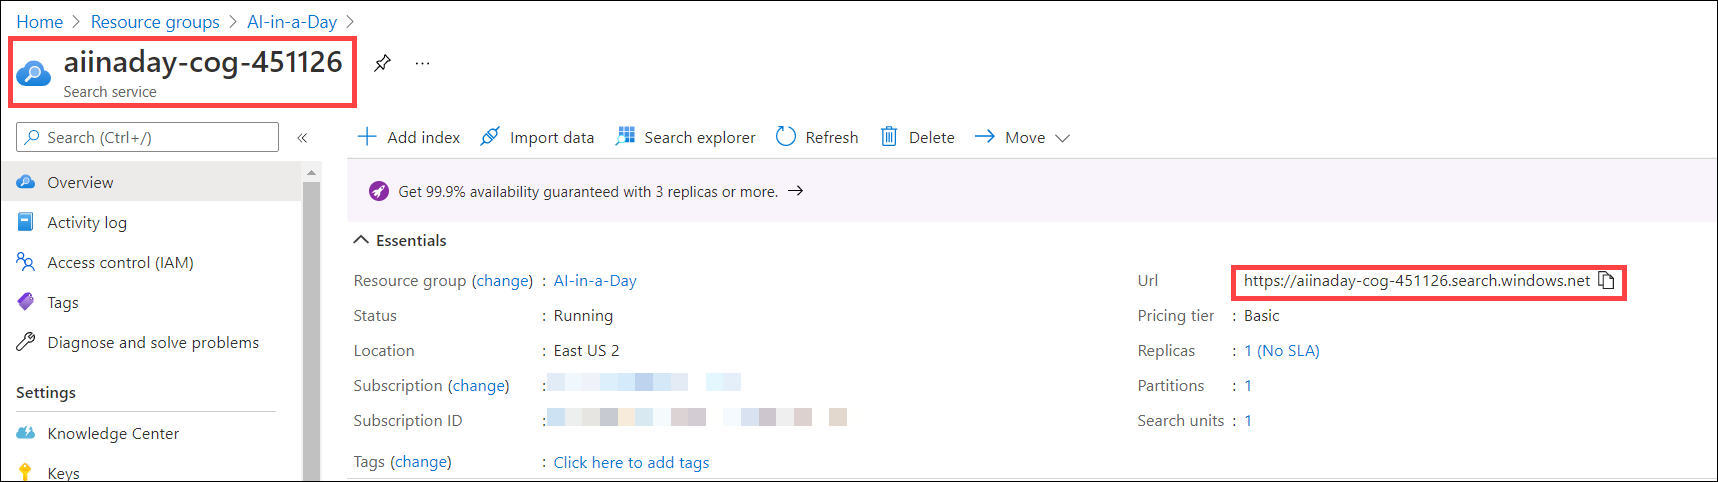 Home > Resource groups > AI-in-a-Day >
aiinaday-cog-451126 ...
Search service
Search (Ctrl+/) «
Add index Import data Search explorer Refresh Delete Move
Overview
Get 99.9% availability guaranteed with 3 replicas or more. →
Activity log
Essentials
Access control (IAM)
Resource group (change) : AI-in-a-Day Url https://aiinaday-cog-451126.search.windows.net
Tags
Status : Running Pricing tier : Basic
Diagnose and solve problems
Location : East US 2 Replicas : 1 (No SLA)
Subscription (change) : Partitions : 1
Settings
Subscription ID : Search units : 1
Knowledge Center
Tags (change) : Click here to add tags
Keys